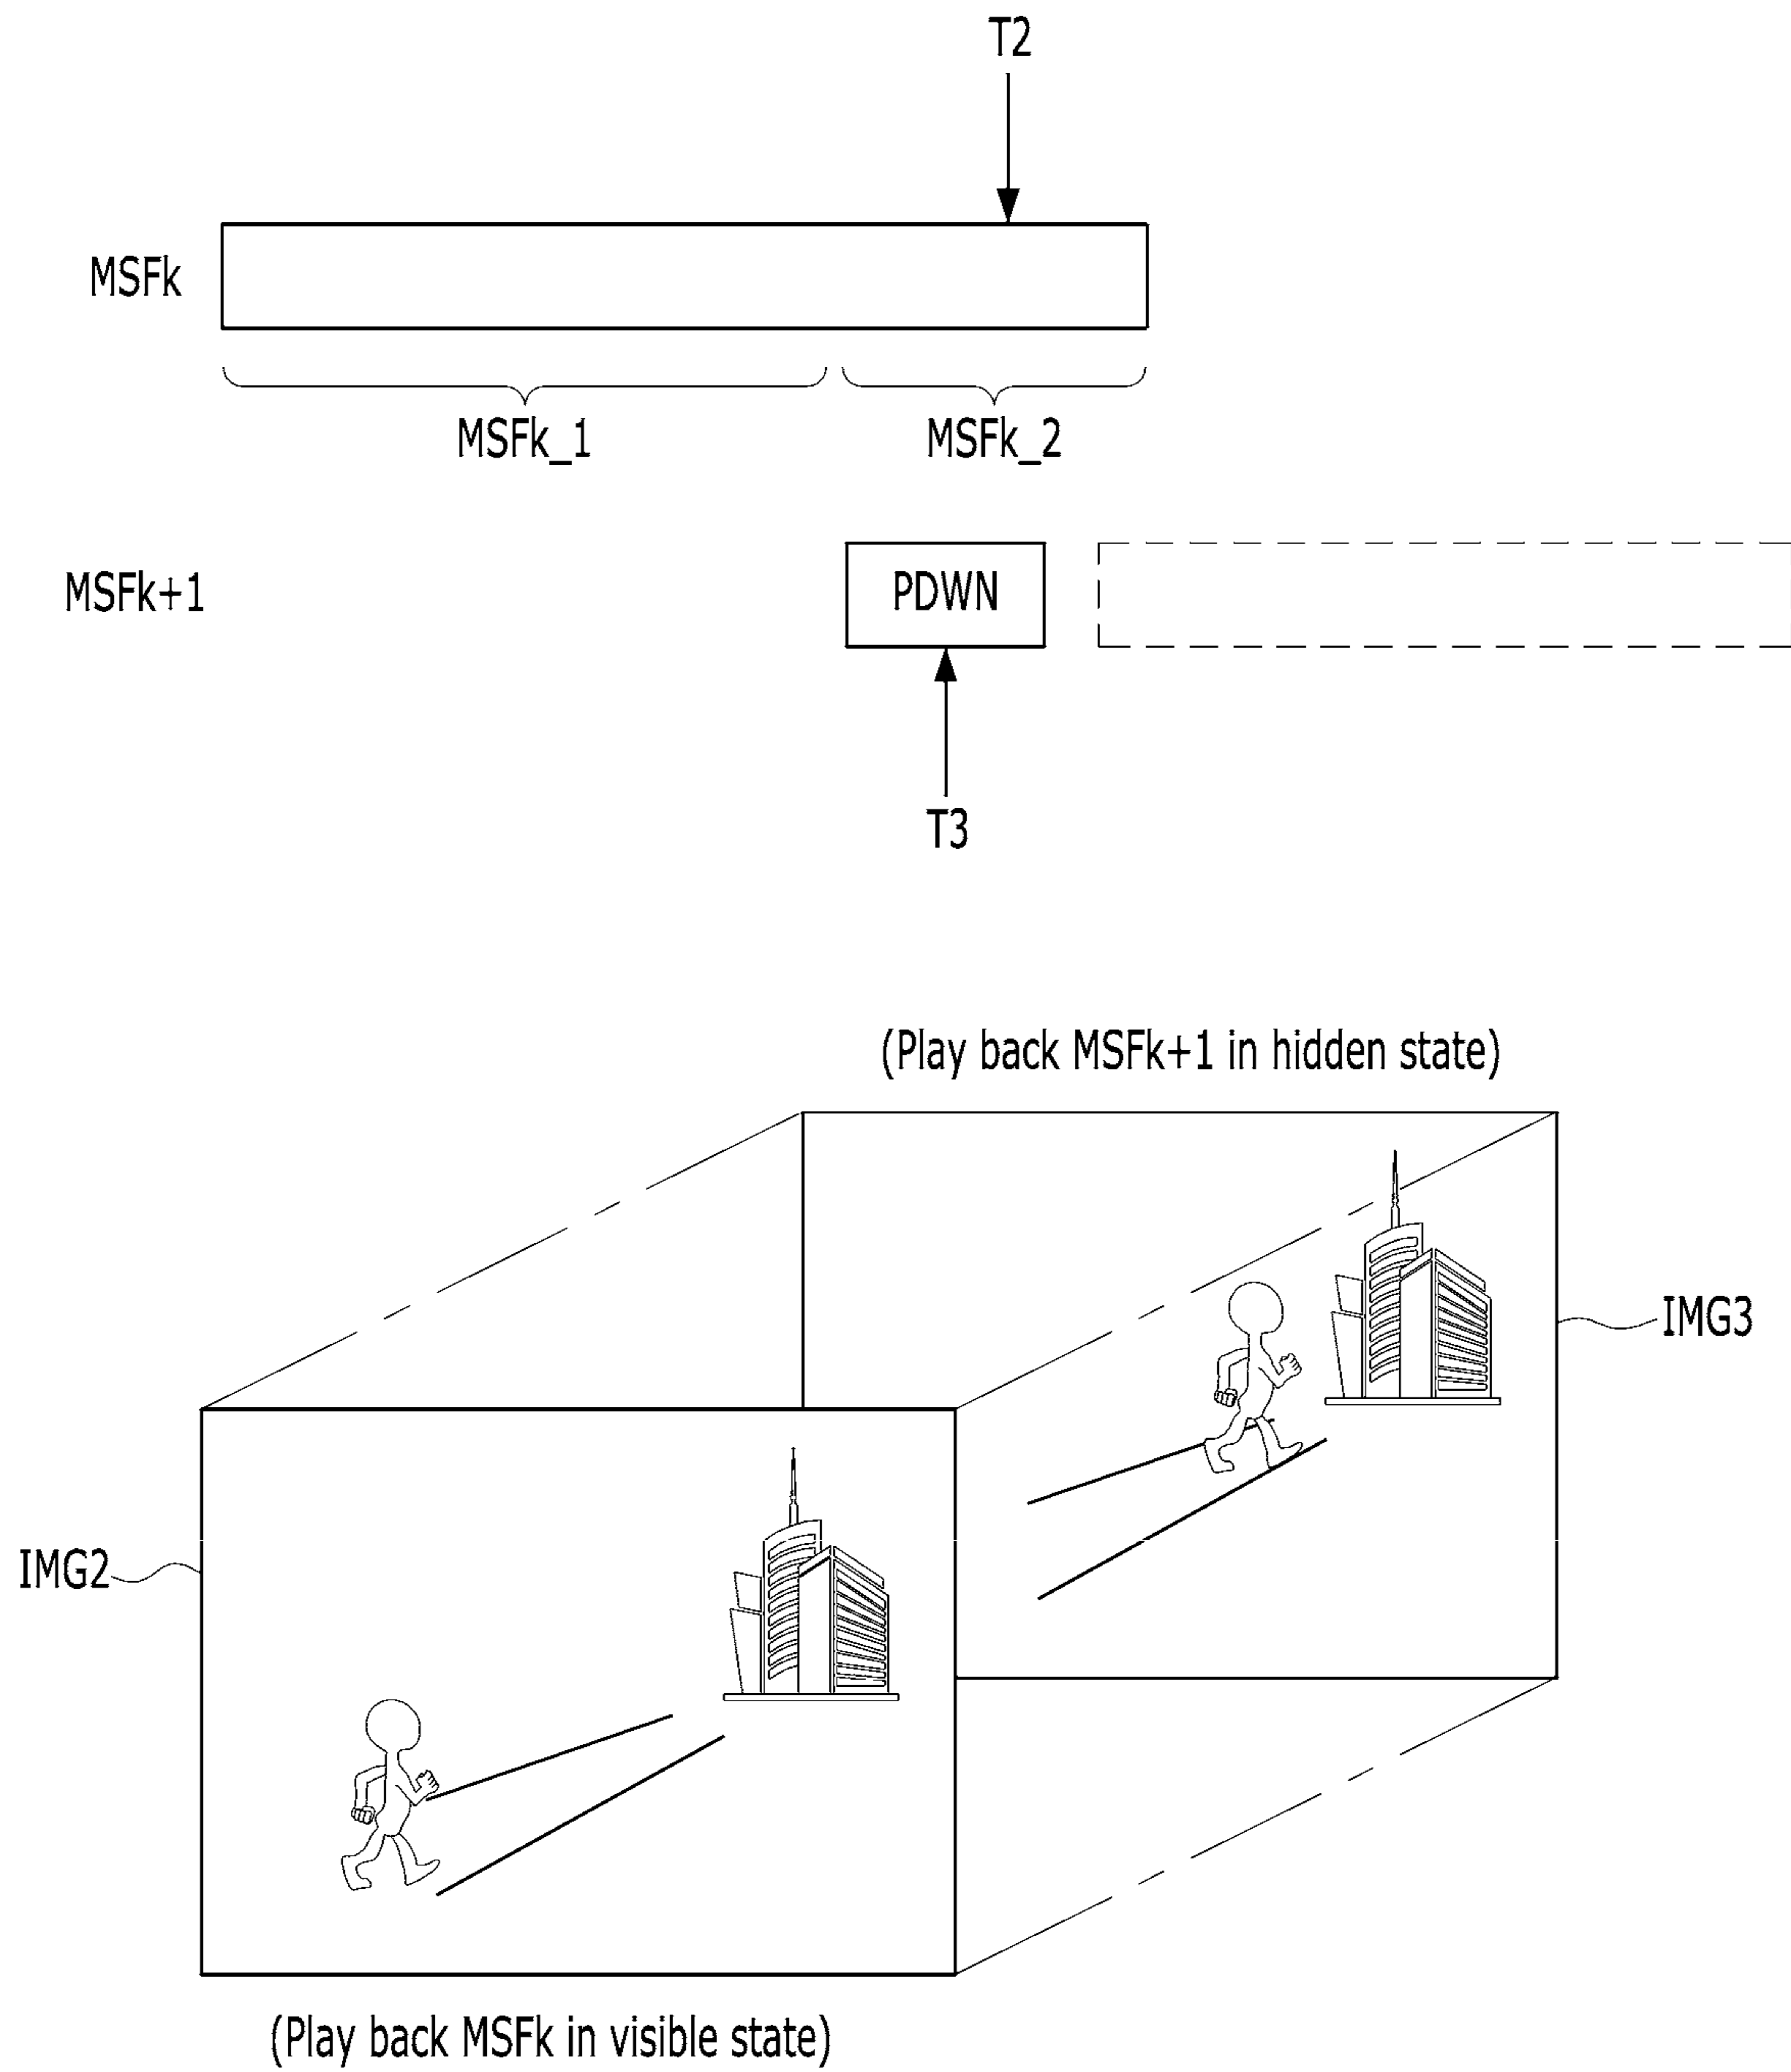 T2
MSFk
MSFk_1
MSFk_2
MSFk+1
PDWN
T3
(Play back MSFk+1 in hidden state)
IMG3
IMG2
(Play back MSFk in visible state)